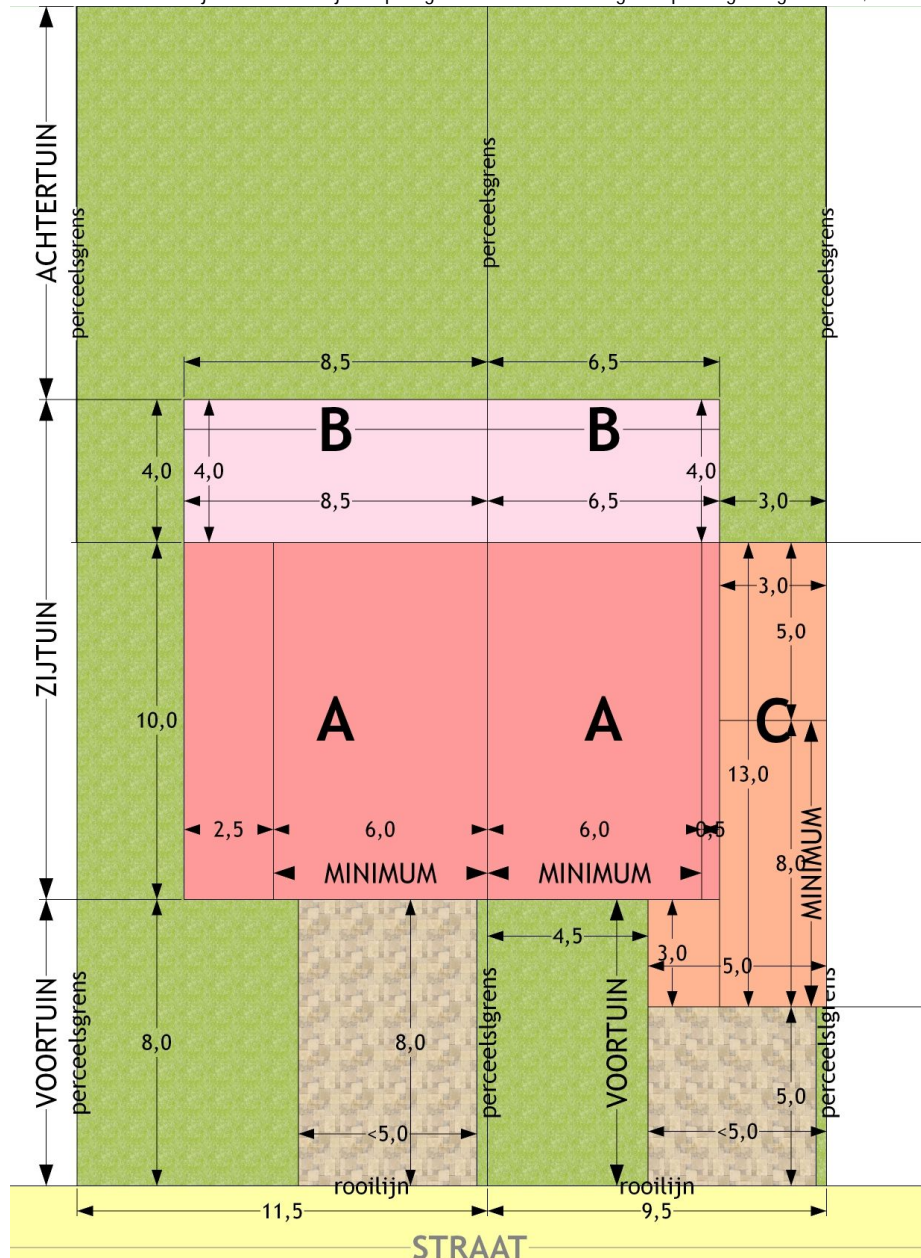 ACHTERTUIN
perceelsgrens
perceelsgrens
perceelsgrens
8,5
6,5
B
B
4,0
4,0
4,0
8,5
6,5
3,0
3,0
5,0
ZIJTUIN
10,0
A
A
C
13,0
2,5
6,0
6,0
0,5
8,0
MINIMUM
MINIMUM
MINIMUM
4,5
3,0
5,0
VOORTUIN
perceelsgrens
8,0
8,0
perceelslgrens
VOORTUIN
5,0
perceelslgrens
<5,0
<5,0
rooilijn
rooilijn
11,5
9,5
STRAAT